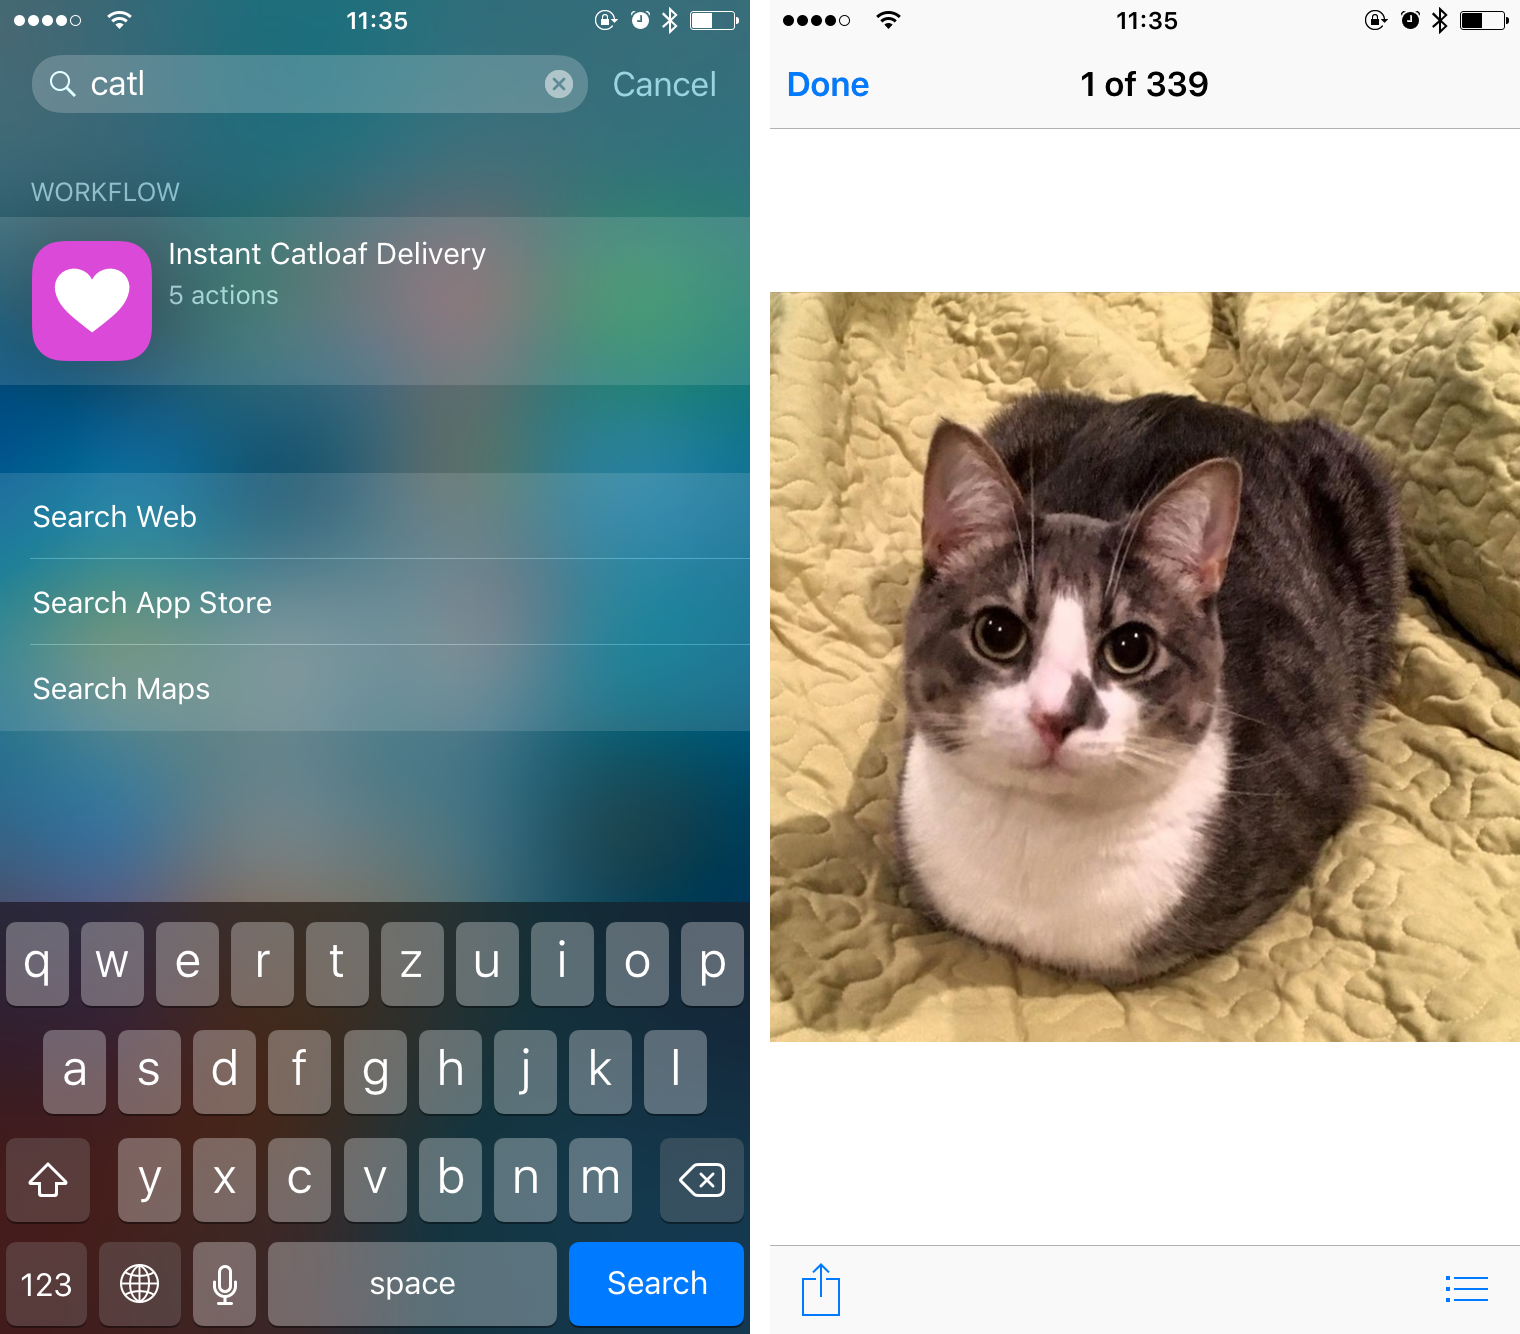 11:35
catl
Cancel
WORKFLOW
Instant Catloaf Delivery
5 actions
Search Web
Search App Store
Search Maps
q w e r t z u i o p
a s d f g h j k l
y x c v b n m
123 space Search
11:35
Done 1 of 339